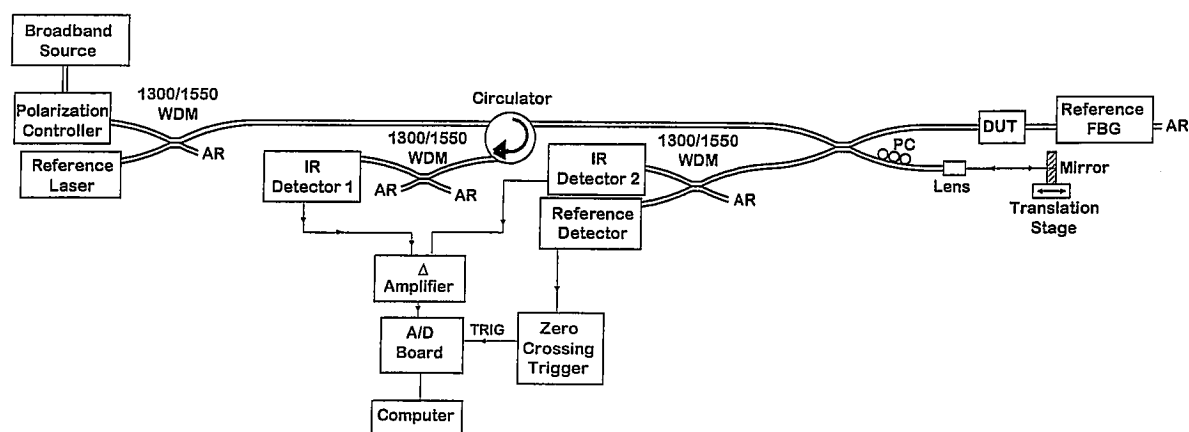 Broadband
Source
Polarization
Controller
Reference
Laser
1300/1550
WDM
AR
IR
Detector 1
1300/1550
WDM
AR
AR
Circulator
IR
Detector 2
Reference
Detector
1300/1550
WDM
AR
PC
DUT
Reference
FBG
AR
Lens
Mirror
Translation
Stage
Δ
Amplifier
A/D
Board
TRIG
Zero
Crossing
Trigger
Computer